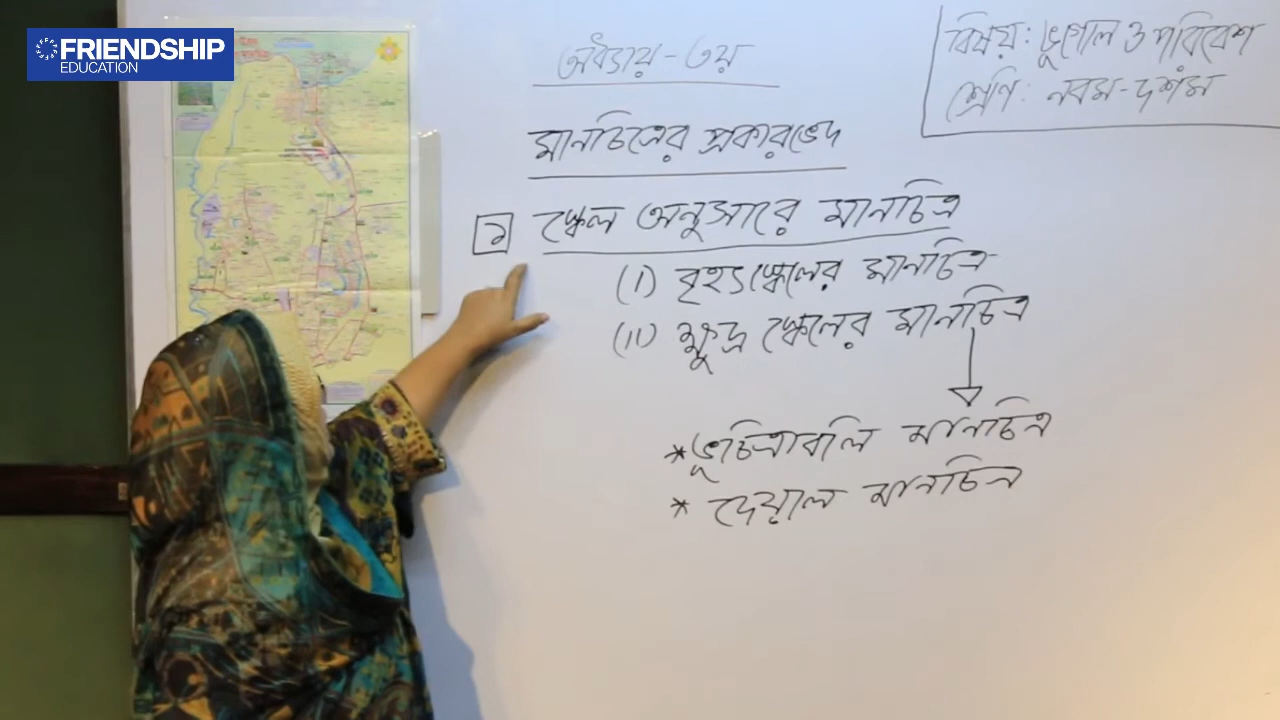 FRIENDSHIP
EDUCATION
অধ্যায় - ৩য়
বিষয়: ভূগোল ও পরিবেশ
শ্রেণি: নবম-দশম
মানচিত্রের প্রকারভেদ
১ স্কেল অনুসারে মানচিত্র
(i) বৃহৎস্কেলের মানচিত্র
(ii) ক্ষুদ্র স্কেলের মানচিত্র
* ভূচিত্রাবলি মানচিত্র
* দেয়াল মানচিত্র